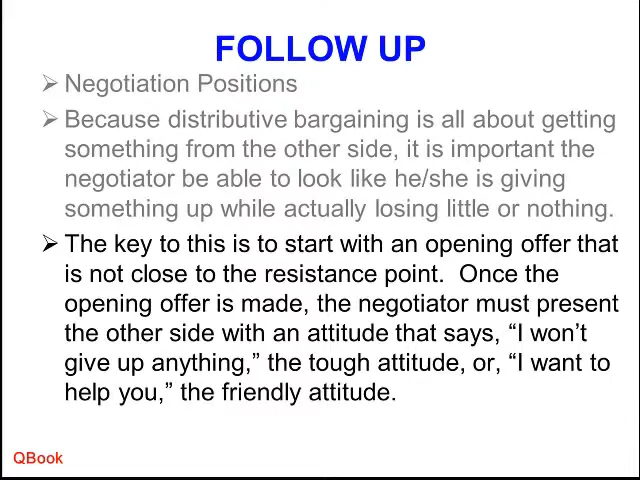 FOLLOW UP
➢ Negotiation Positions
➢ Because distributive bargaining is all about getting
something from the other side, it is important the
negotiator be able to look like he/she is giving
something up while actually losing little or nothing.
➢ The key to this is to start with an opening offer that
is not close to the resistance point.  Once the
opening offer is made, the negotiator must present
the other side with an attitude that says, “I won’t
give up anything,” the tough attitude, or, “I want to
help you,” the friendly attitude.
QBook